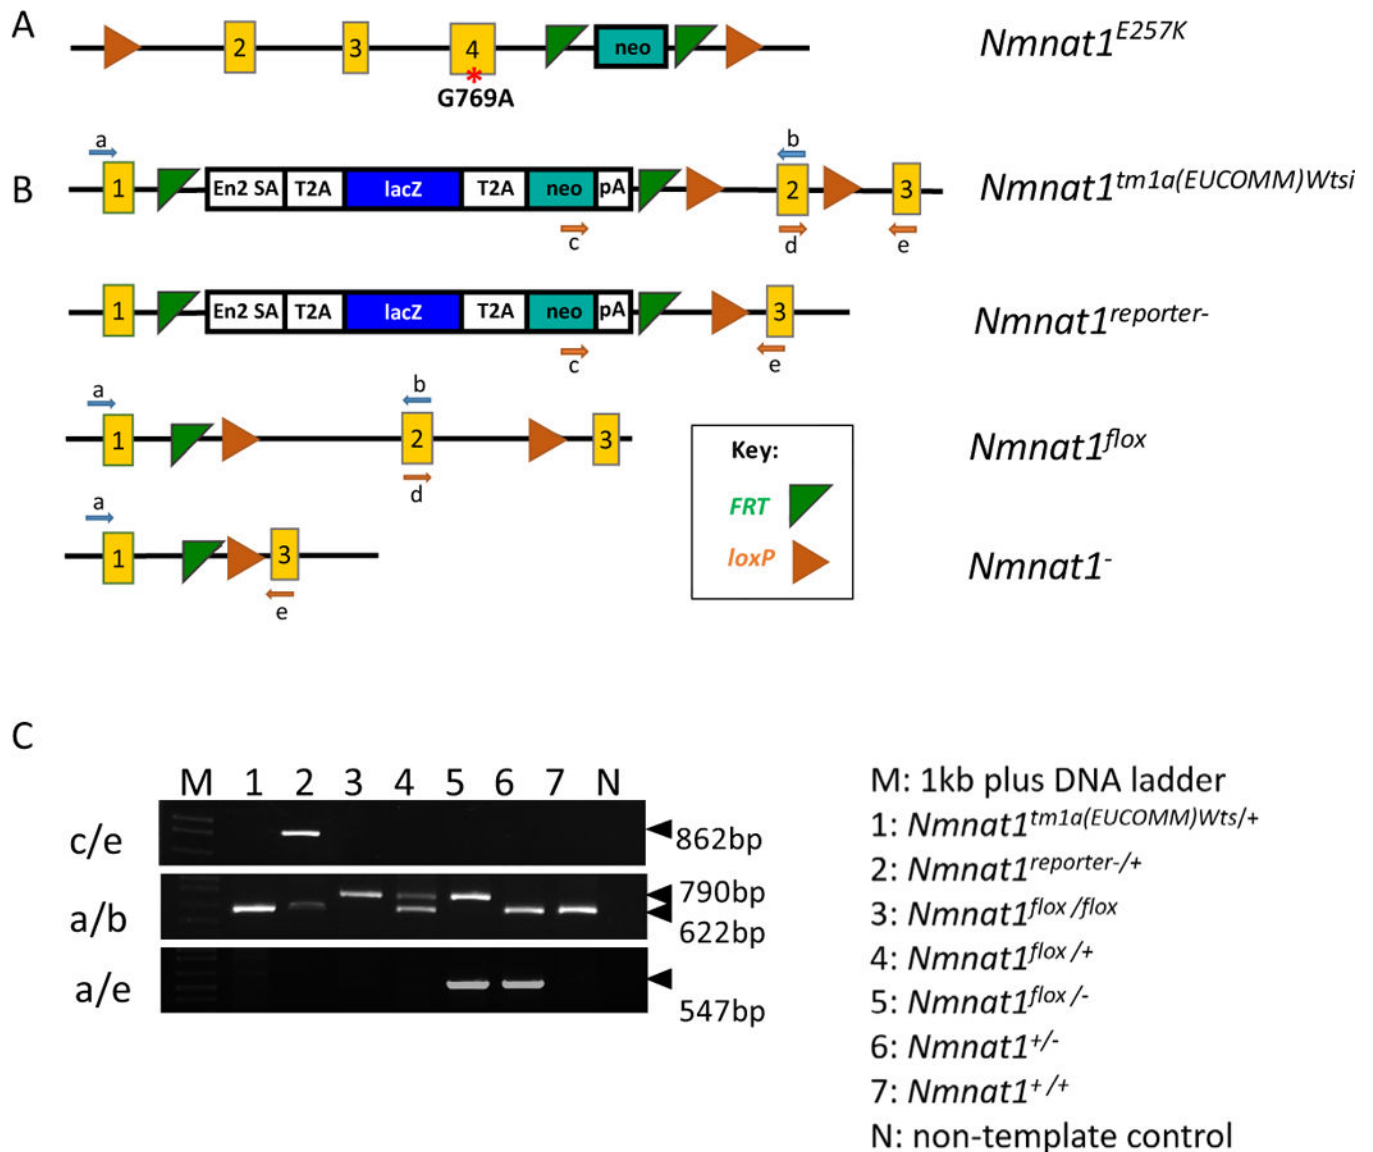 A
2 3 4 neo
G769A
Nmnat1E257K
B
a b
1 En2 SA T2A lacZ T2A neo pA 2 3
c d e
Nmnat1tm1a(EUCOMM)Wtsi
1 En2 SA T2A lacZ T2A neo pA 3
c e
Nmnat1reporter-
a b
1 2 3
d
Nmnat1flox
a
1 3
e
Nmnat1-
Key:
FRT
loxP
C
M 1 2 3 4 5 6 7 N
c/e
862bp
a/b
790bp
622bp
a/e
547bp
M: 1kb plus DNA ladder
1: Nmnat1tm1a(EUCOMM)Wts/+
2: Nmnat1reporter-/+
3: Nmnat1flox/flox
4: Nmnat1flox/+
5: Nmnat1flox/-
6: Nmnat1+/-
7: Nmnat1+/+
N: non-template control